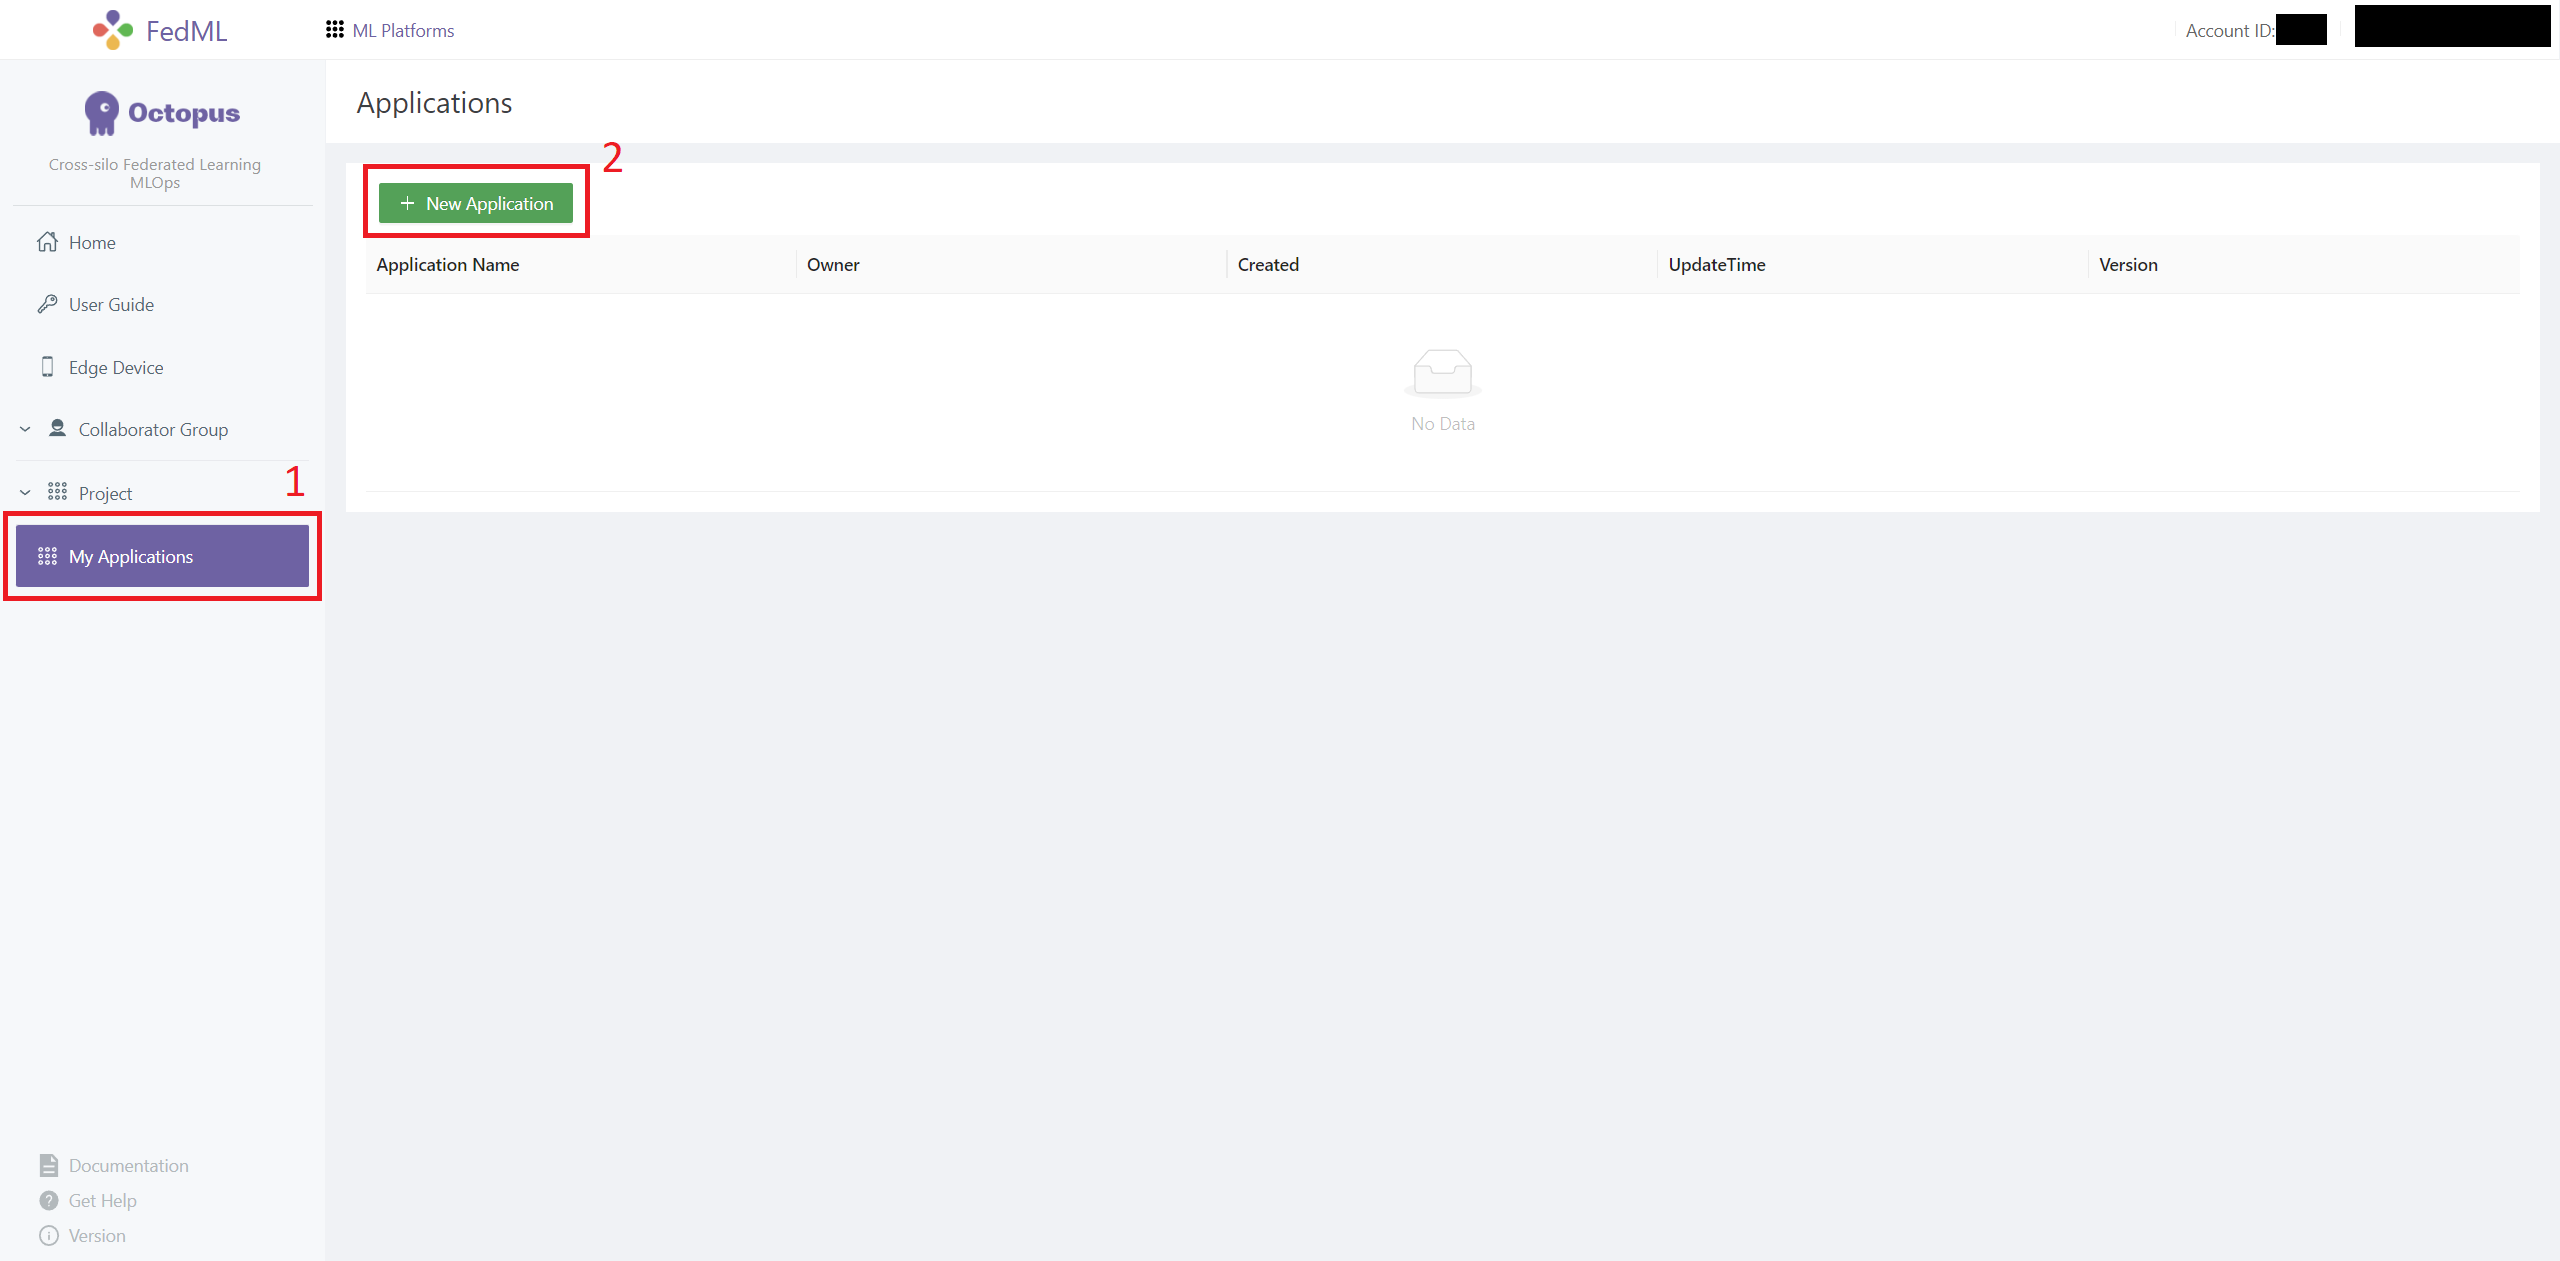 FedML
ML Platforms
Account ID:
Octopus
Cross-silo Federated Learning
MLOps
Home
User Guide
Edge Device
Collaborator Group
Project
1
My Applications
Documentation
Get Help
Version
Applications
2
New Application
Application Name Owner Created UpdateTime Version
No Data